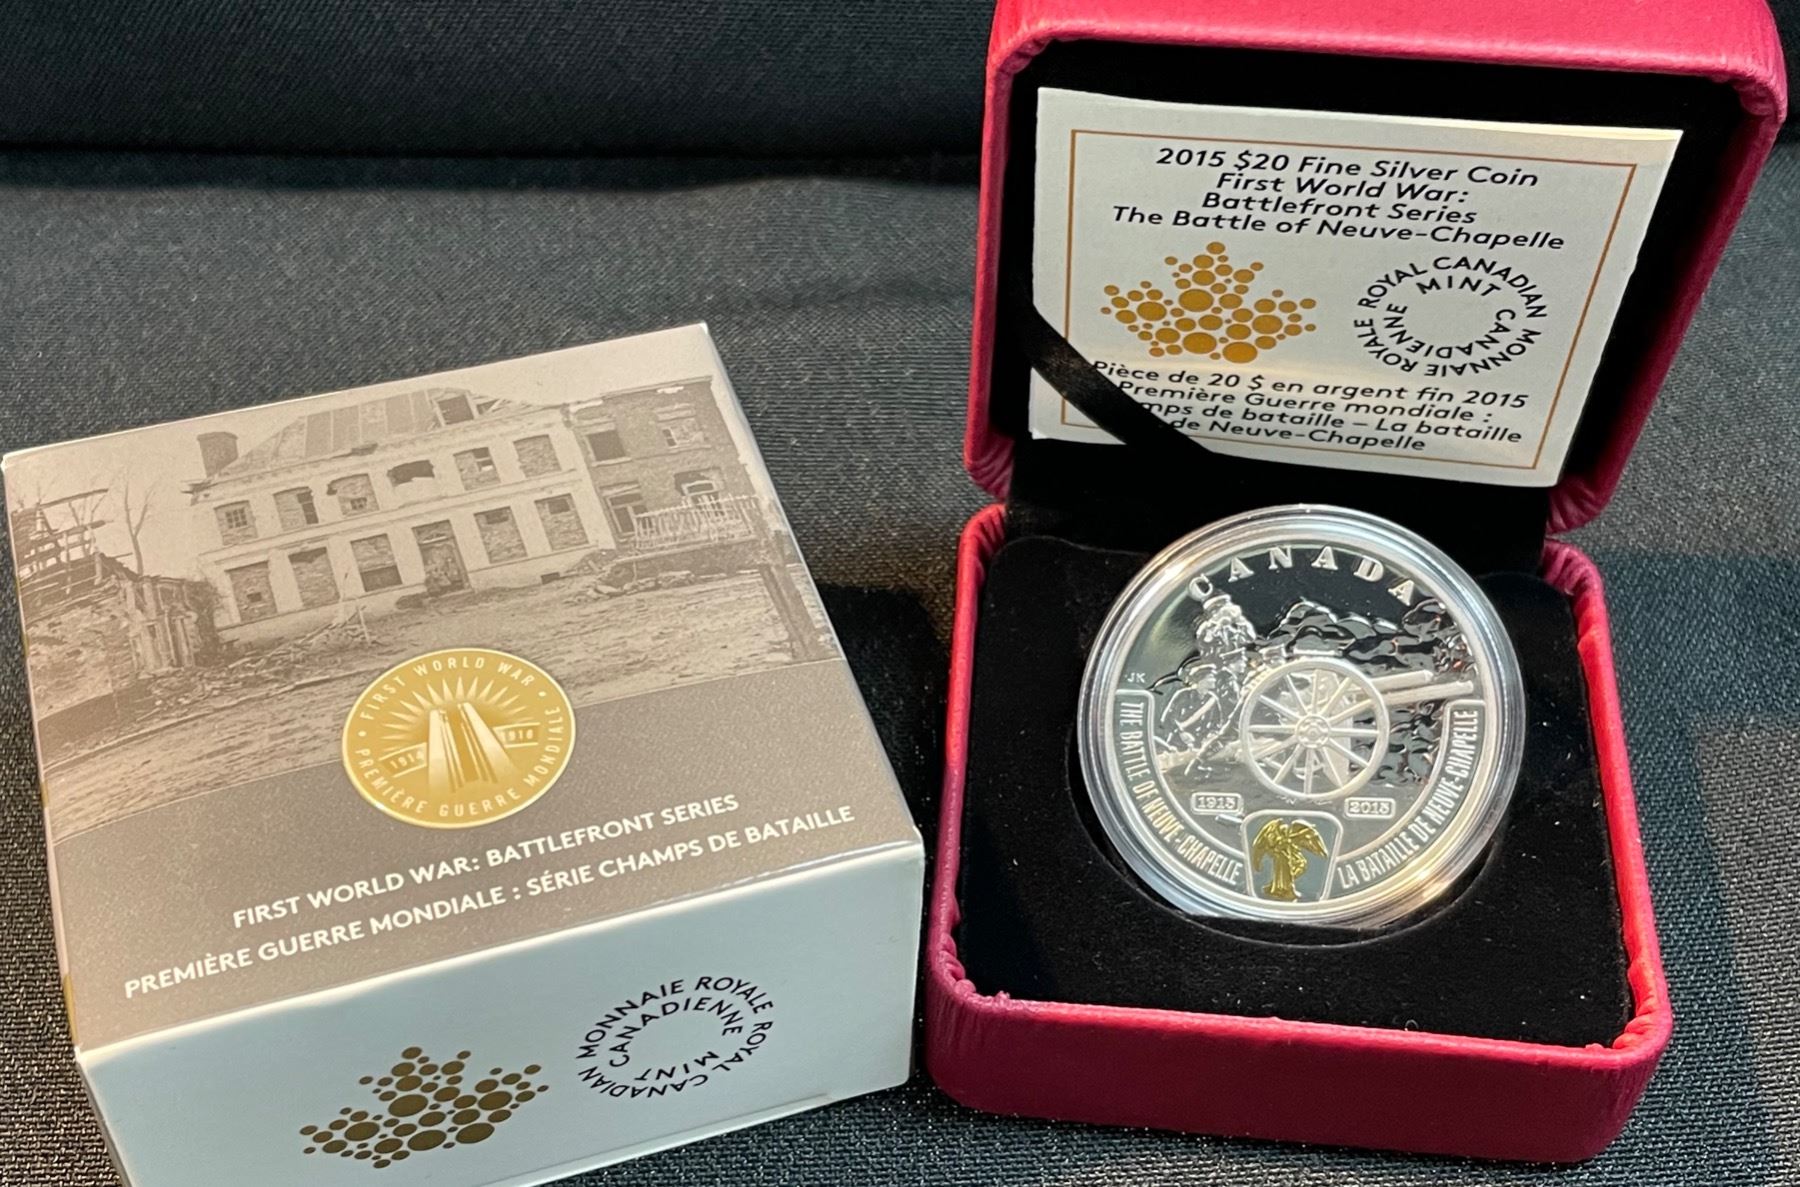 2015 $20 Fine Silver Coin
First World War:
Battlefront Series
The Battle of Neuve-Chapelle
ROYAL CANADIAN MONNAIE ROYALE
MINT CANADIENNE
Pièce de 20 $ en argent fin 2015
Première Guerre mondiale :
de bataille – La bataille
de Neuve-Chapelle
CANADA
JK
THE BATTLE OF NEUVE-CHAPELLE
LA BATAILLE DE NEUVE-CHAPELLE
1915
2015
FIRST WORLD WAR
1914
1918
PREMIÈRE GUERRE MONDIALE
FIRST WORLD WAR: BATTLEFRONT SERIES
PREMIÈRE GUERRE MONDIALE : SÉRIE CHAMPS DE BATAILLE
MONNAIE ROYALE ROYAL CANADIAN
CANADIENNE MINT